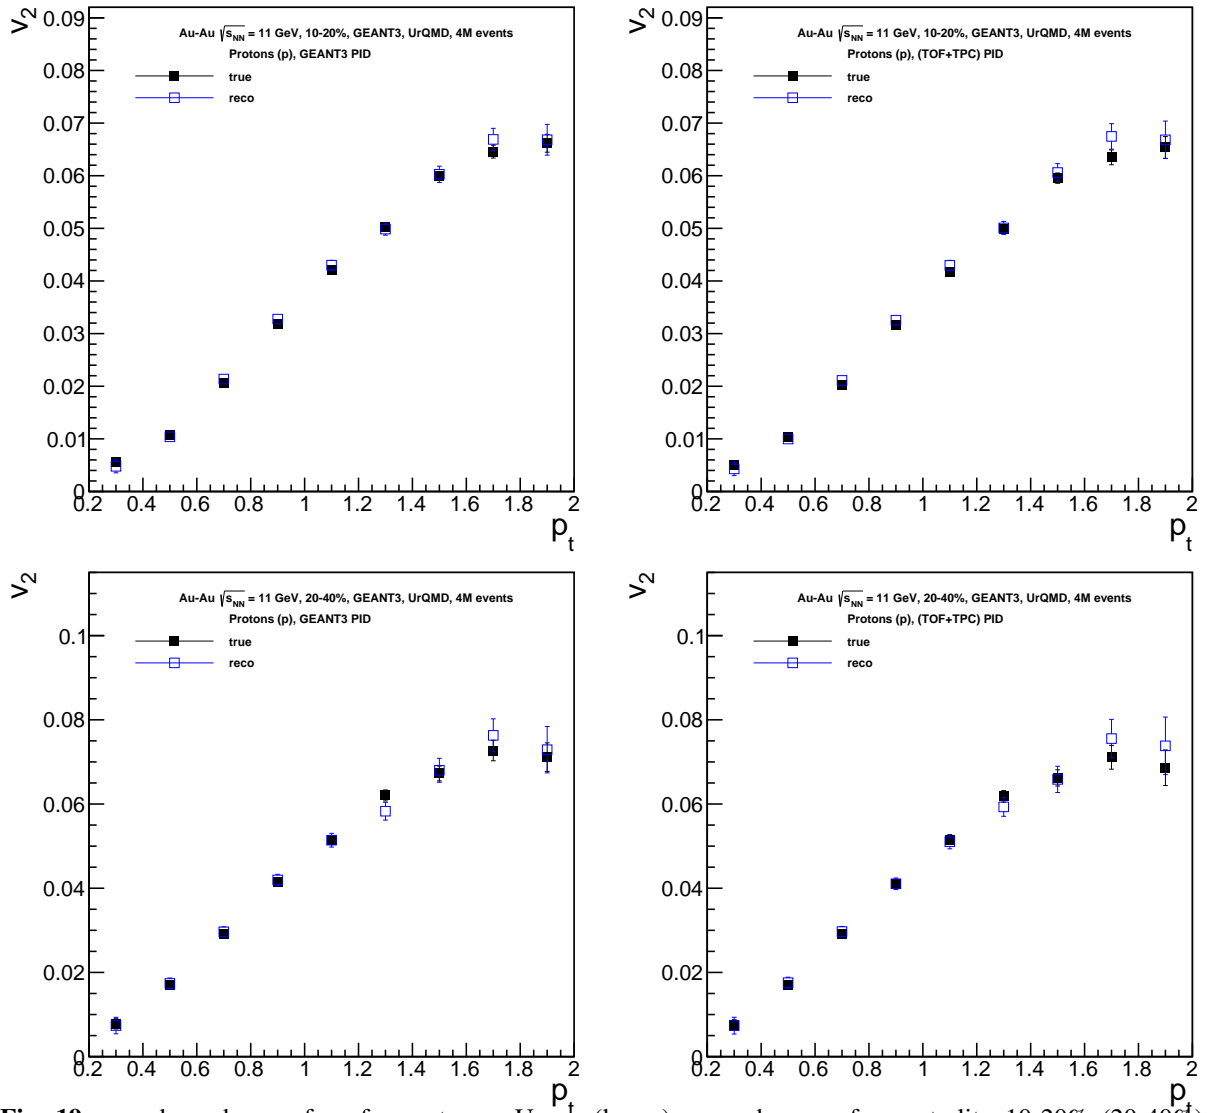 v2
0.09
Au-Au √sNN = 11 GeV, 10-20%, GEANT3, UrQMD, 4M events
Protons (p), GEANT3 PID
true
reco
0.08
0.07
0.06
0.05
0.04
0.03
0.02
0.01
0
0.2 0.4 0.6 0.8 1 1.2 1.4 1.6 1.8 2
pt
v2
0.09
Au-Au √sNN = 11 GeV, 10-20%, GEANT3, UrQMD, 4M events
Protons (p), (TOF+TPC) PID
true
reco
0.08
0.07
0.06
0.05
0.04
0.03
0.02
0.01
0
0.2 0.4 0.6 0.8 1 1.2 1.4 1.6 1.8 2
pt
v2
Au-Au √sNN = 11 GeV, 20-40%, GEANT3, UrQMD, 4M events
Protons (p), GEANT3 PID
true
reco
0.1
0.08
0.06
0.04
0.02
0
0.2 0.4 0.6 0.8 1 1.2 1.4 1.6 1.8 2
pt
v2
Au-Au √sNN = 11 GeV, 20-40%, GEANT3, UrQMD, 4M events
Protons (p), (TOF+TPC) PID
true
reco
0.1
0.08
0.06
0.04
0.02
0
0.2 0.4 0.6 0.8 1 1.2 1.4 1.6 1.8 2
pt